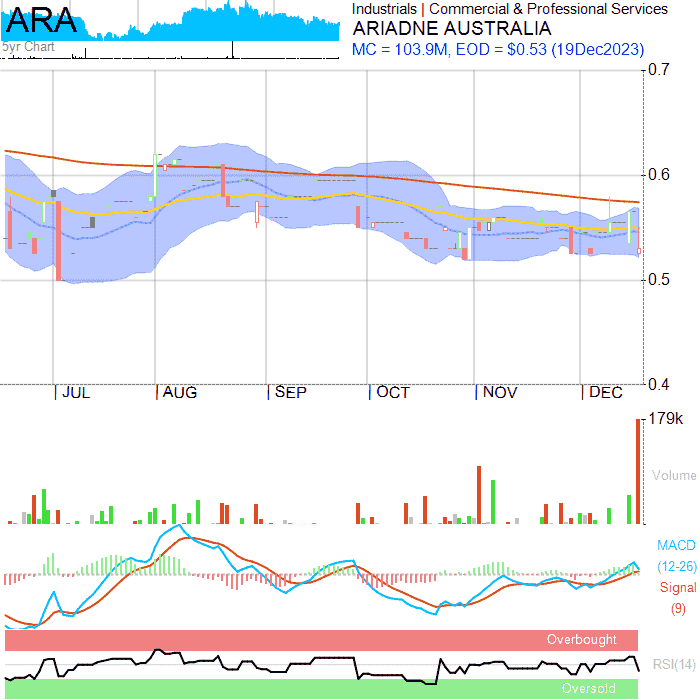 ARA
5yr Chart
Industrials | Commercial & Professional Services
ARIADNE AUSTRALIA
MC = 103.9M, EOD = $0.53 (19Dec2023)
0.7
0.6
0.5
0.4
JUL AUG SEP OCT NOV DEC
179k
Volume
MACD
(12-26)
Signal
(9)
Overbought
RSI(14)
Oversold